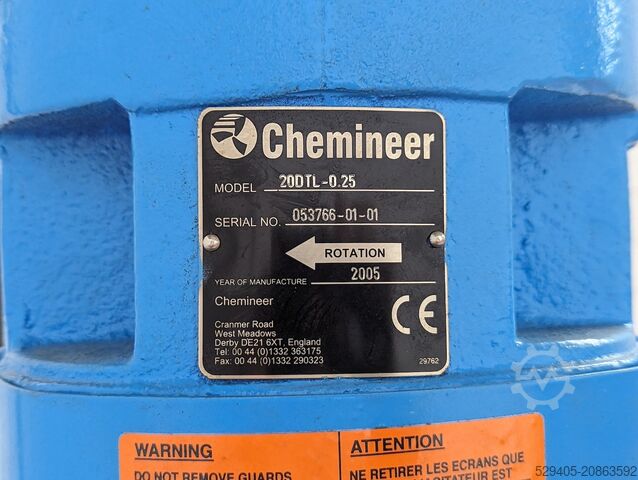 Chemineer
MODEL 20DTL-0.25
SERIAL NO. 053766-01-01
ROTATION
YEAR OF MANUFACTURE 2005
Chemineer
CE
Cranmer Road
West Meadows
Derby DE21 6XT, England
Tel: 00 44 (0)1332 363175
Fax: 00 44 (0)1332 290323
29762
WARNING
DO NOT REMOVE GUARDS
ATTENTION
NE RETIRER LES ECRANS QUE
EST
529405-20863592